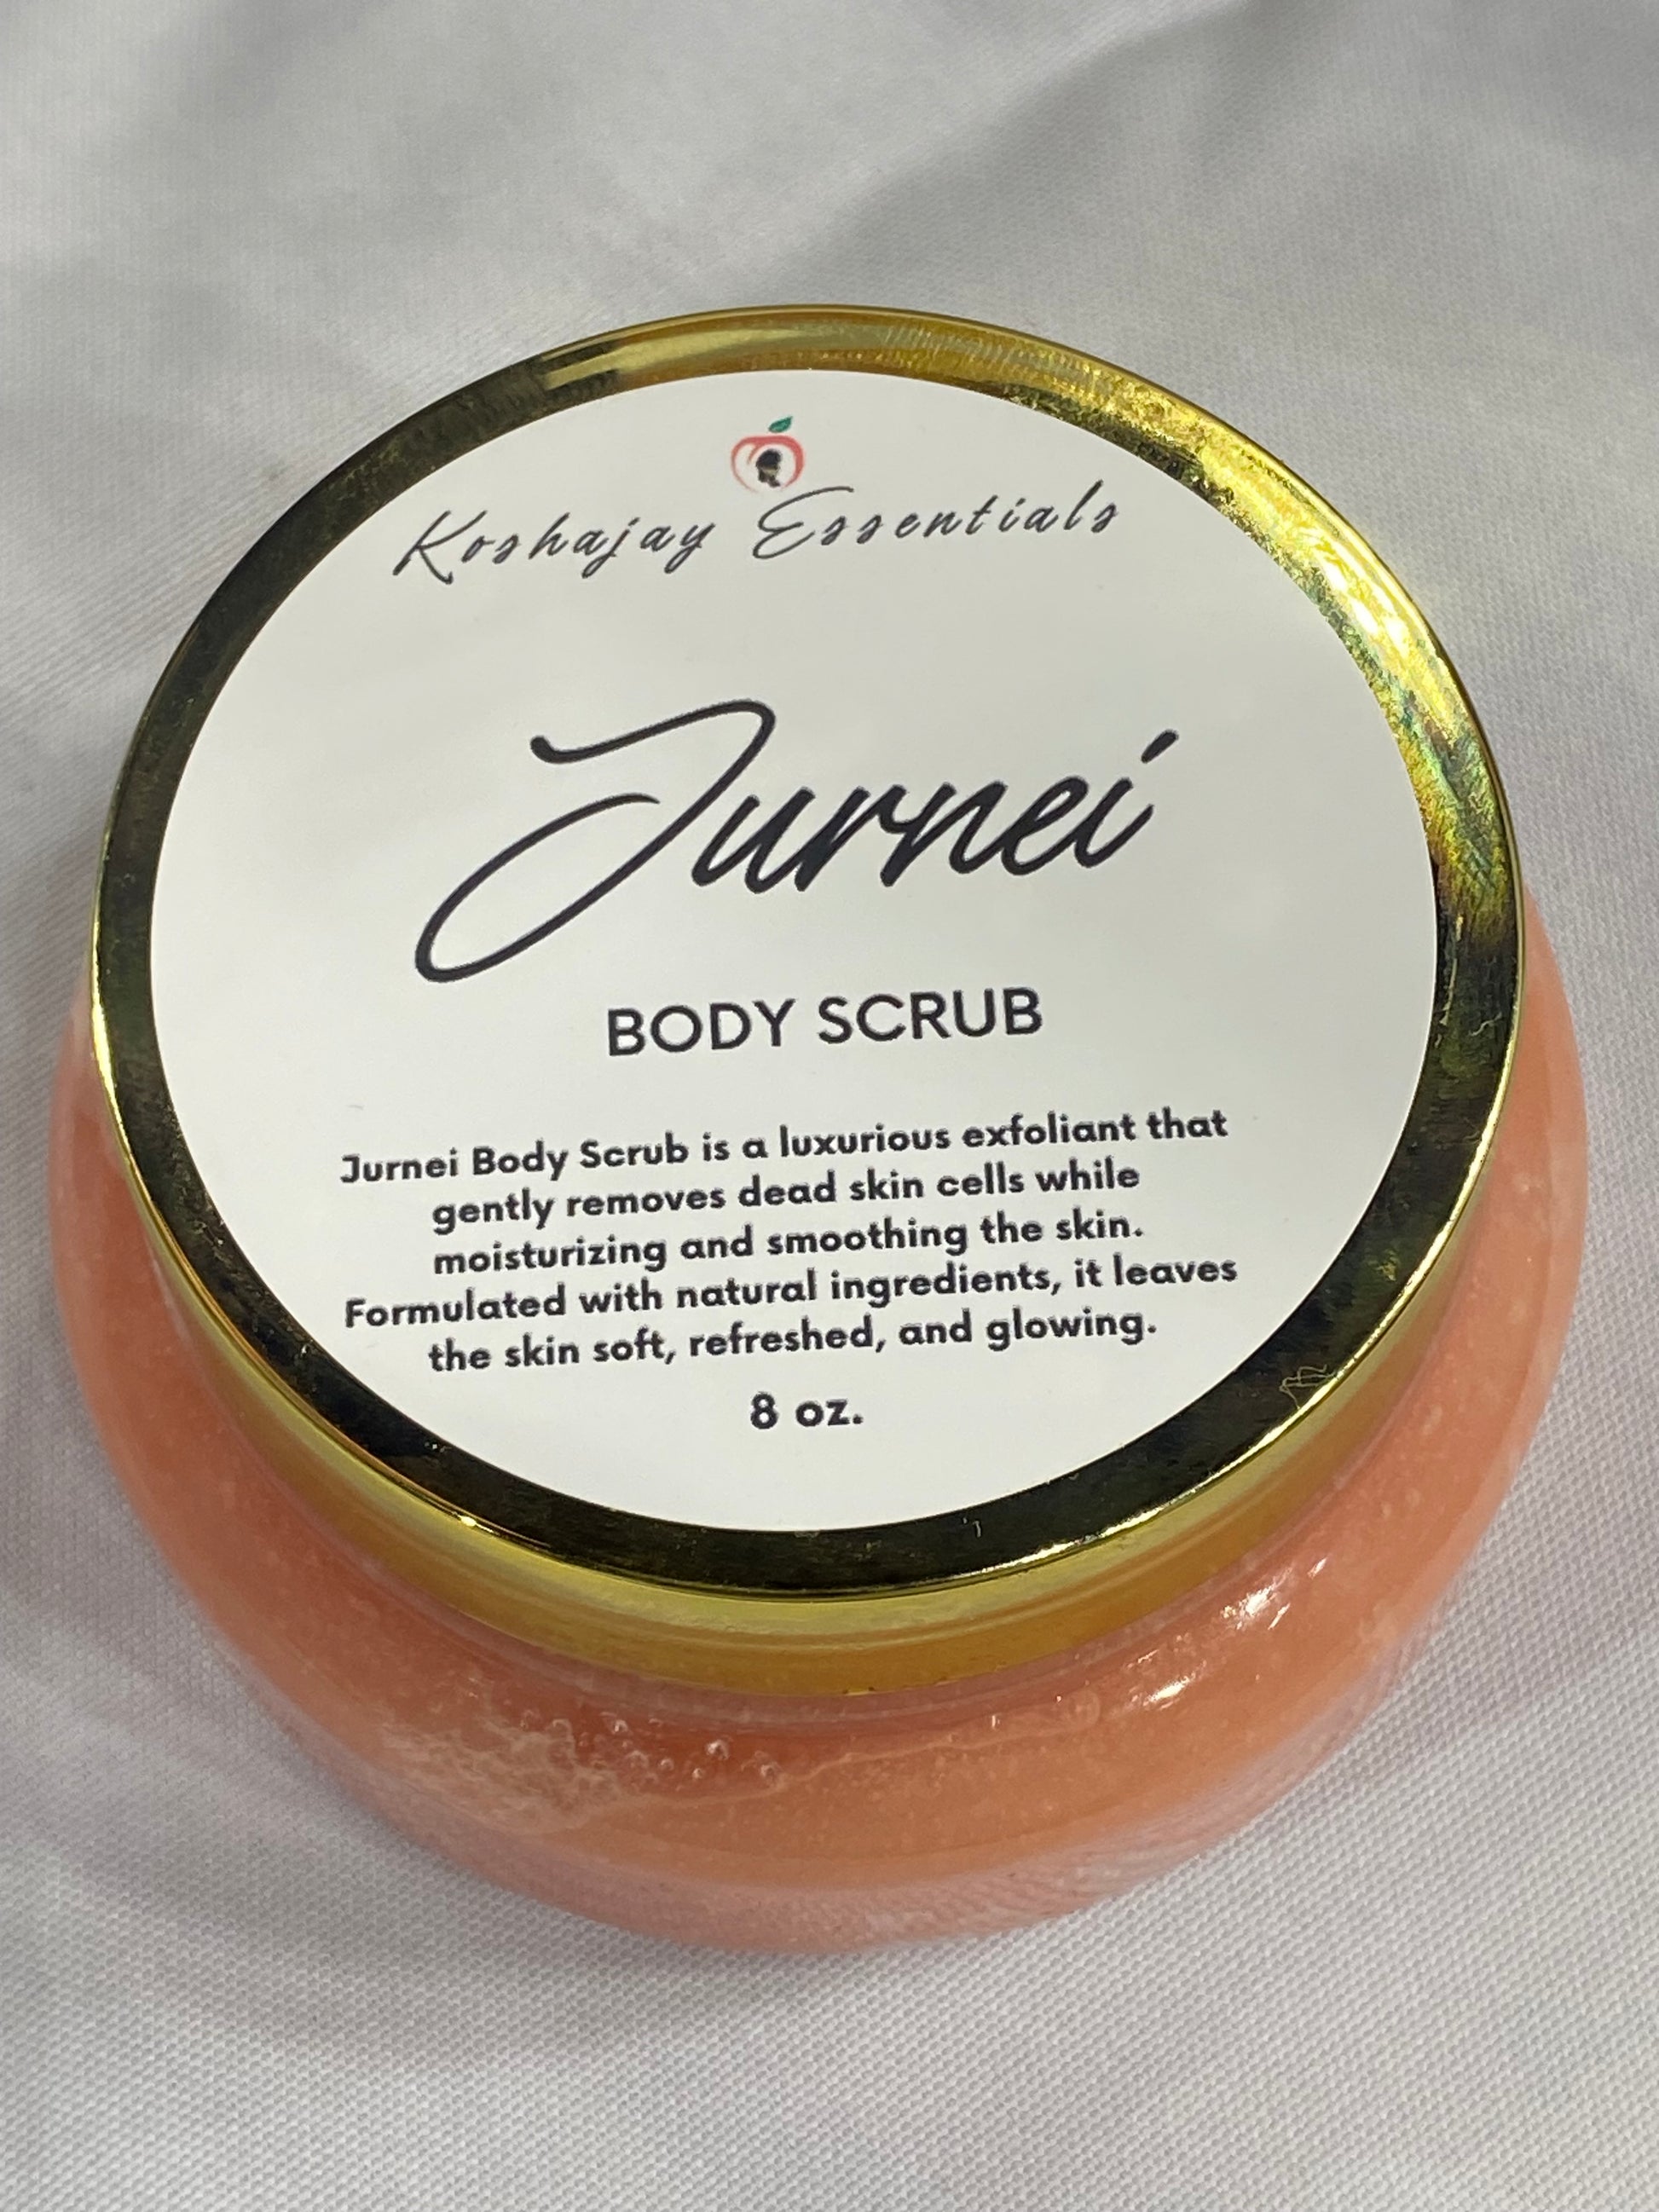 Koshajay Essentials
Jurnei
BODY SCRUB
Jurnei Body Scrub is a luxurious exfoliant that
gently removes dead skin cells while
moisturizing and smoothing the skin.
Formulated with natural ingredients, it leaves
the skin soft, refreshed, and glowing.
8 oz.